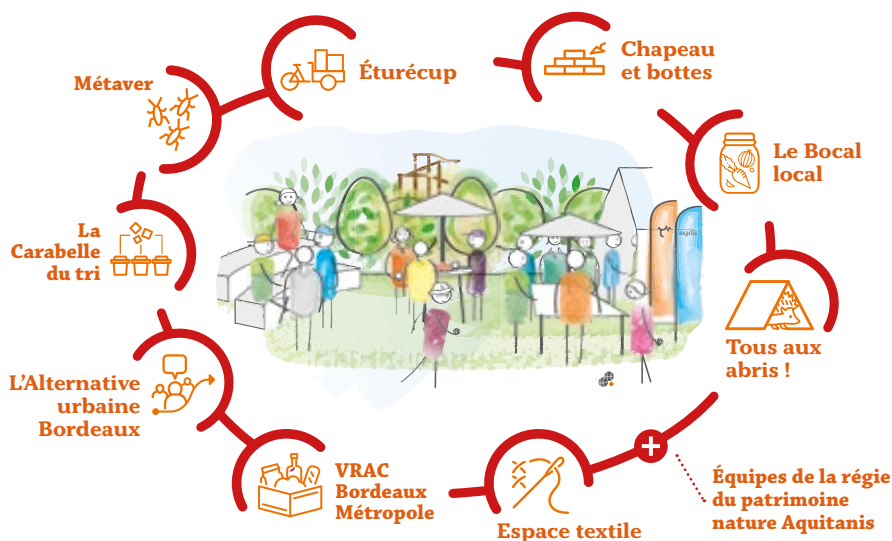 Éturécup
Chapeau
et bottes
Métaver
Le Bocal
local
La
Carabelle
du tri
Tous aux
abris !
L'Alternative
urbaine
Bordeaux
VRAC
Bordeaux
Métropole
Espace textile
Équipes de la régie
du patrimoine
nature Aquitanis